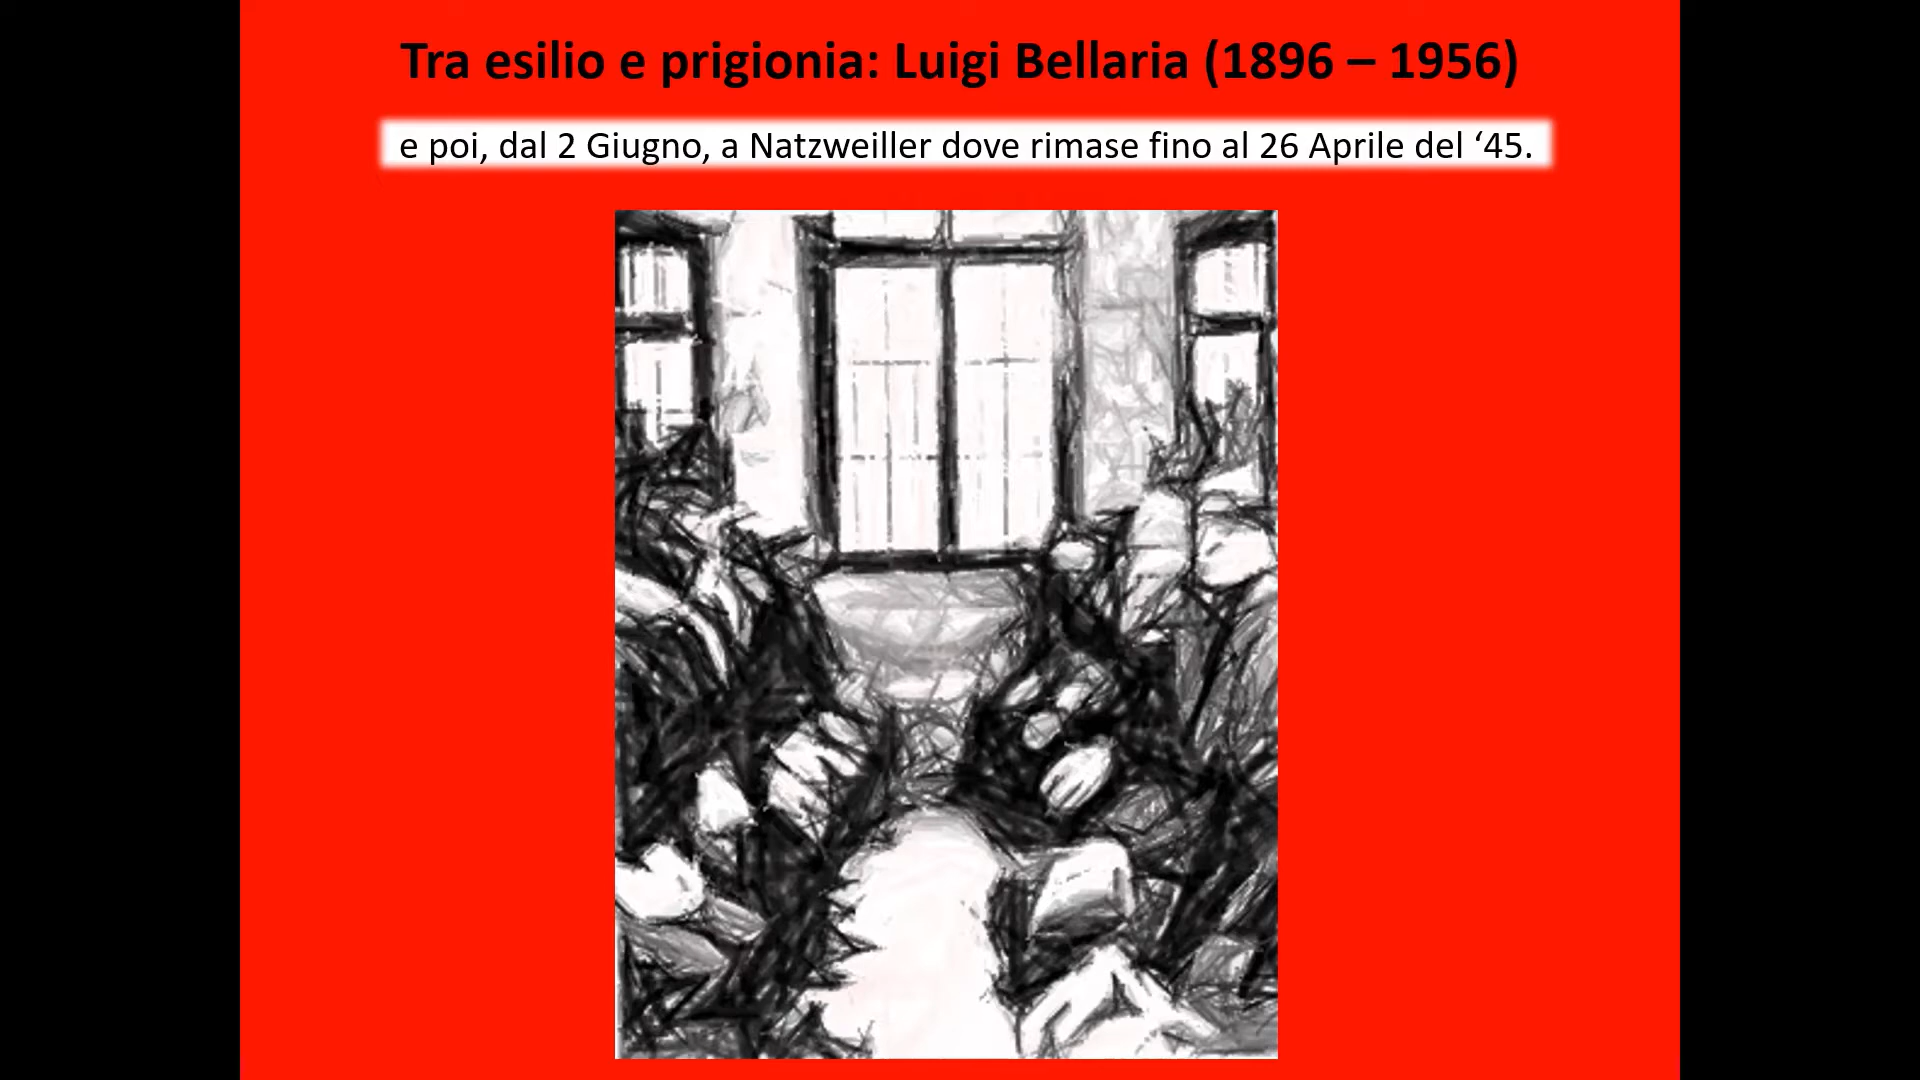 Tra esilio e prigionia: Luigi Bellaria (1896 – 1956)
e poi, dal 2 Giugno, a Natzweiller dove rimase fino al 26 Aprile del ‘45.